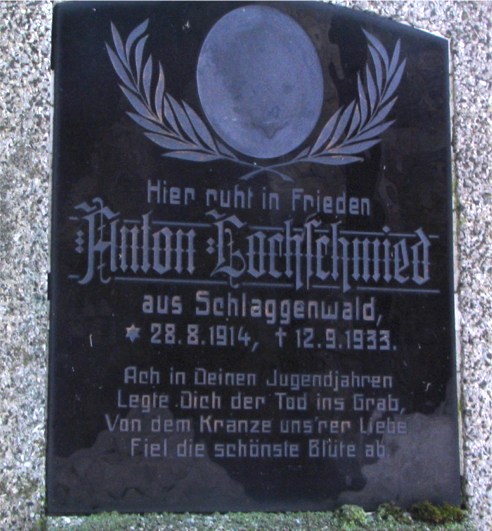 Hier ruht in Frieden
Anton Lochschmied
aus Schlaggenwald,
* 28.8.1914, † 12.9.1933.
Ach in Deinen Jugendjahren
Legte Dich der Tod ins Grab,
Von dem Kranze uns'rer Liebe
Fiel die schönste Blüte ab